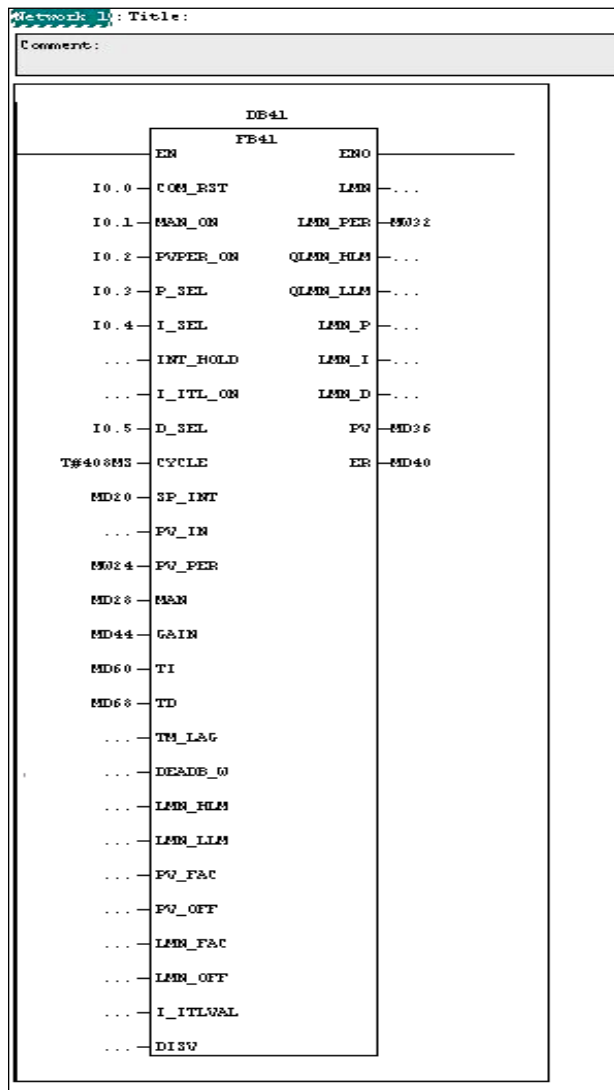 Network 10: Title:
Comment:
DB41
FB41
EN ENO
I0.0 COM_RST LMN ...
I0.1 MAN_ON LMN_PER MW32
I0.2 PVPER_ON QLMN_HLM ...
I0.3 P_SEL QLMN_LLM ...
I0.4 I_SEL LMN_P ...
... INT_HOLD LMN_I ...
... I_ITL_ON LMN_D ...
I0.5 D_SEL PV MD36
T#408MS CYCLE ER MD40
MD20 SP_INT
... PV_IN
MW24 PV_PER
MD28 MAN
MD44 GAIN
MD60 TI
MD68 TD
... TM_LAG
... DEADB_W
... LMN_HLM
... LMN_LLM
... PV_FAC
... PV_OFF
... LMN_FAC
... LMN_OFF
... I_ITLVAL
... DISV